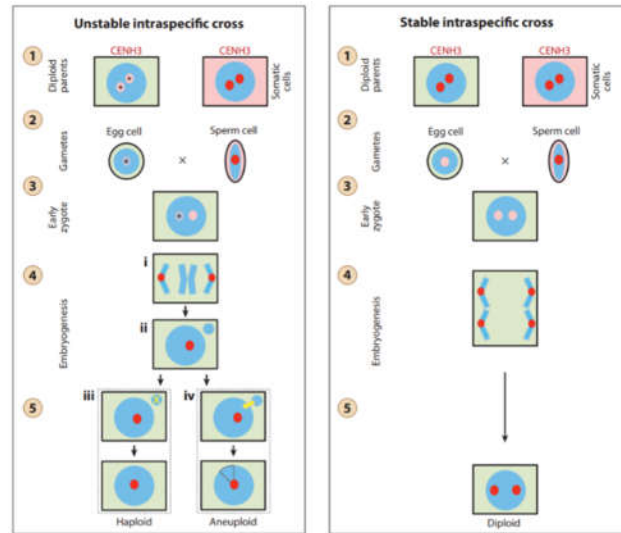 Unstable intraspecific cross
1
Diploid
parents
CENH3
CENH3
Somatic
cells
2
Gametes
Egg cell
×
Sperm cell
3
Early
zygote
4
Embryogenesis
i
ii
5
iii
iv
Haploid
Aneuploid
Stable intraspecific cross
1
Diploid
parents
CENH3
CENH3
Somatic
cells
2
Gametes
Egg cell
×
Sperm cell
3
Early
zygote
4
Embryogenesis
5
Diploid